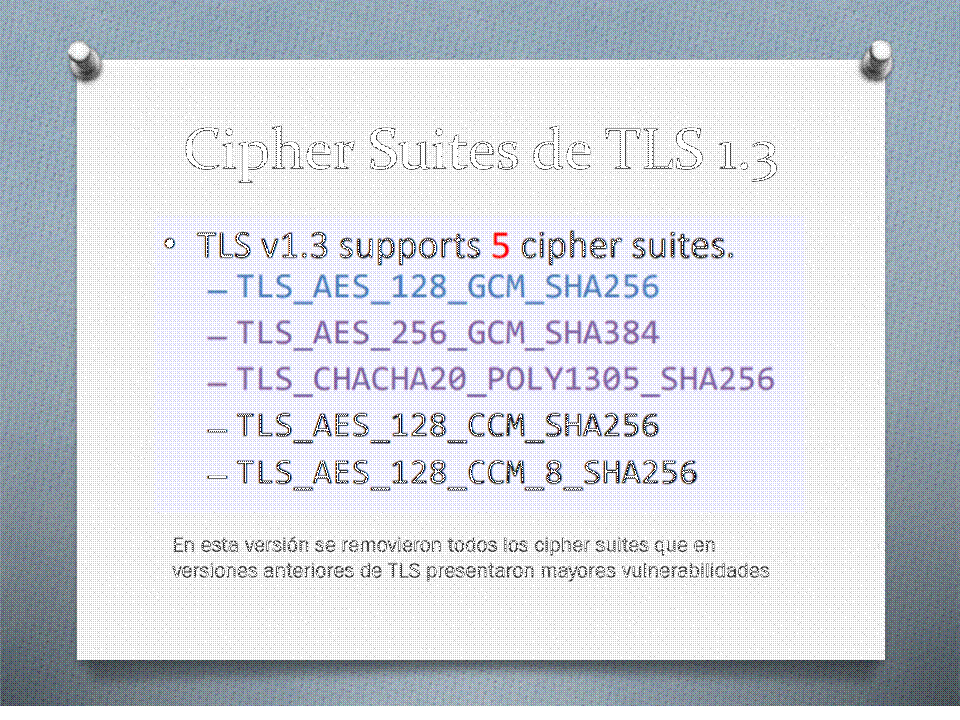 Cipher Suites de TLS 1.3
• TLS v1.3 supports 5 cipher suites.
– TLS_AES_128_GCM_SHA256
– TLS_AES_256_GCM_SHA384
– TLS_CHACHA20_POLY1305_SHA256
– TLS_AES_128_CCM_SHA256
– TLS_AES_128_CCM_8_SHA256
En esta versión se removieron todos los cipher suites que en
versiones anteriores de TLS presentaron mayores vulnerabilidades